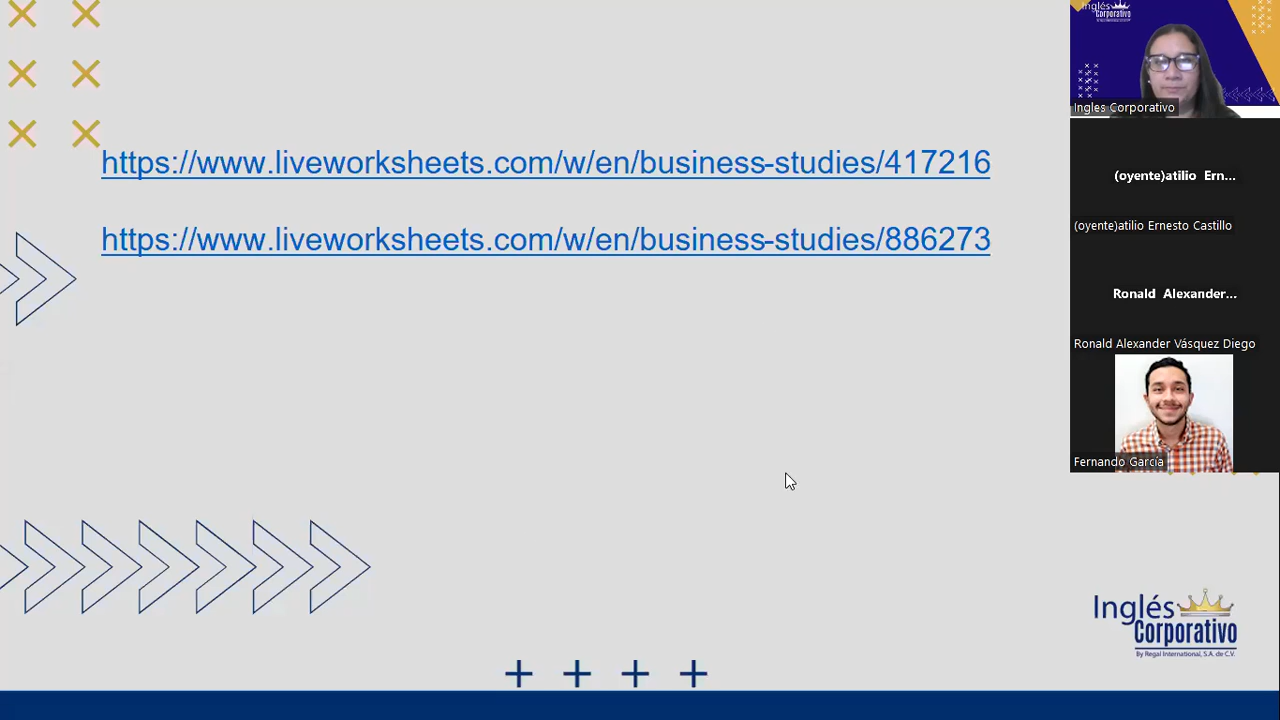 https://www.liveworksheets.com/w/en/business-studies/417216
https://www.liveworksheets.com/w/en/business-studies/886273
Inglés
Corporativo
Ingles Corporativo
(oyente)atilio Ern...
(oyente)atilio Ernesto Castillo
Ronald Alexander...
Ronald Alexander Vásquez Diego
Fernando García
Inglés
Corporativo
By Regal International, S.A. de C.V.